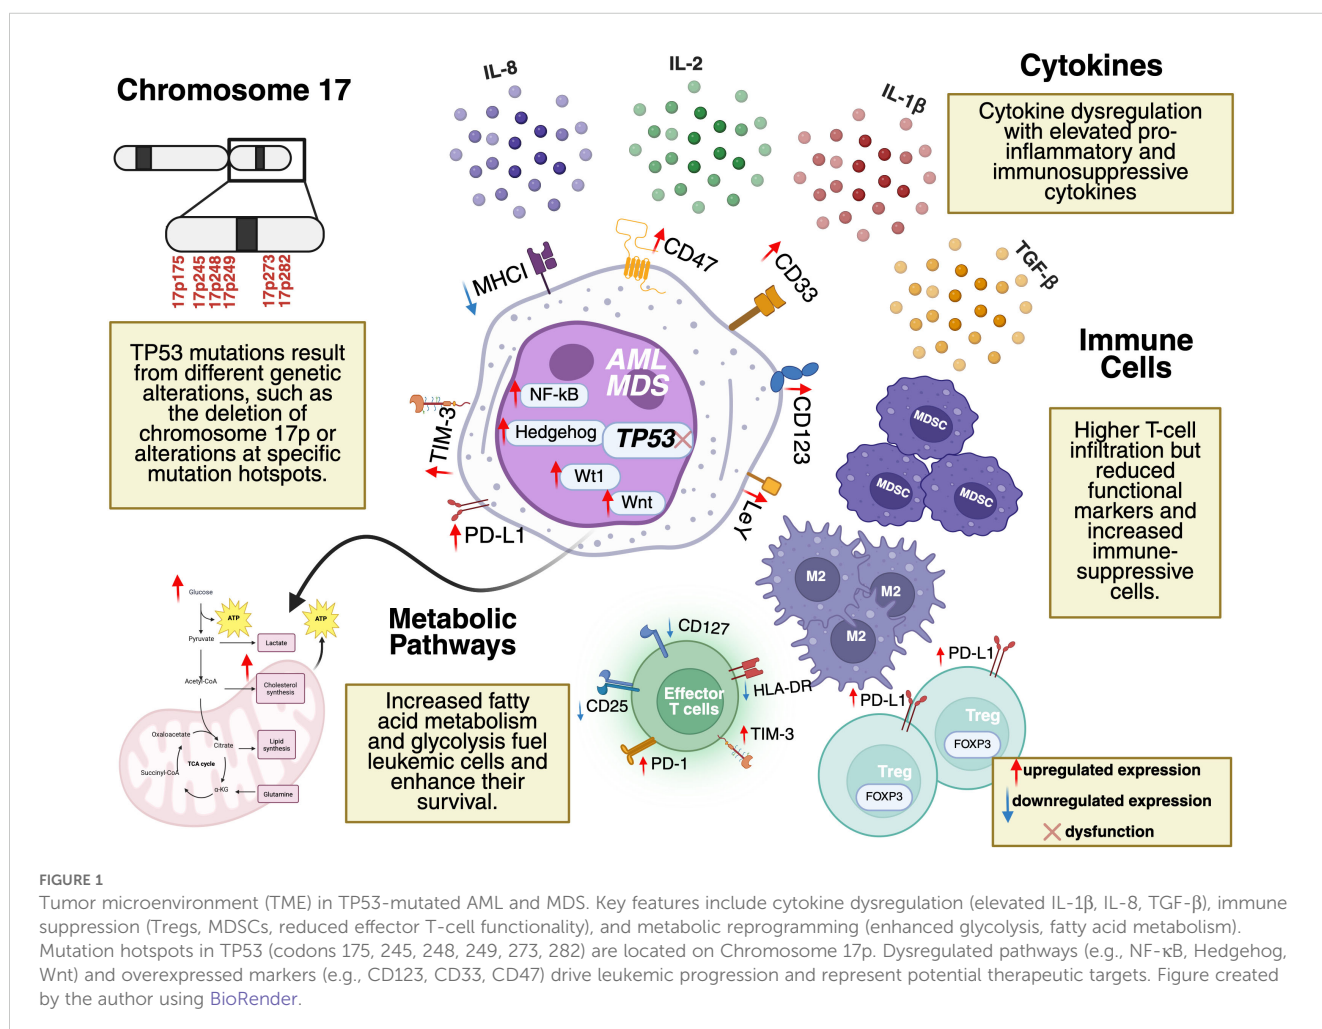 Chromosome 17
17p175
17p245
17p248
17p249
17p273
17p282
TP53 mutations result
from different genetic
alterations, such as
the deletion of
chromosome 17p or
alterations at specific
mutation hotspots.
IL-8
IL-2
IL-1β
TGF-β
Cytokines
Cytokine dysregulation
with elevated pro-
inflammatory and
immunosuppressive
cytokines
MHCI
CD47
CD33
CD123
LeY
TIM-3
PD-L1
AML
MDS
NF-kB
Hedgehog
TP53
Wt1
Wnt
Immune
Cells
Higher T-cell
infiltration but
reduced
functional
markers and
increased
immune-
suppressive
cells.
MDSC
MDSC
MDSC
M2
M2
M2
Metabolic
Pathways
Increased fatty
acid metabolism
and glycolysis fuel
leukemic cells and
enhance their
survival.
Glucose
ATP
ATP
Pyruvate
Lactate
Acetyl-CoA
Cholesterol
synthesis
Oxaloacetate
Citrate
Lipid
synthesis
TCA cycle
Succinyl-CoA
α-KG
Glutamine
CD127
HLA-DR
CD25
Effector
T cells
TIM-3
PD-1
PD-L1
PD-L1
Treg
FOXP3
Treg
FOXP3
upregulated expression
downregulated expression
dysfunction
FIGURE 1
Tumor microenvironment (TME) in TP53-mutated AML and MDS. Key features include cytokine dysregulation (elevated IL-1β, IL-8, TGF-β), immune
suppression (Tregs, MDSCs, reduced effector T-cell functionality), and metabolic reprogramming (enhanced glycolysis, fatty acid metabolism).
Mutation hotspots in TP53 (codons 175, 245, 248, 249, 273, 282) are located on Chromosome 17p. Dysregulated pathways (e.g., NF-κB, Hedgehog,
Wnt) and overexpressed markers (e.g., CD123, CD33, CD47) drive leukemic progression and represent potential therapeutic targets. Figure created
by the author using BioRender.